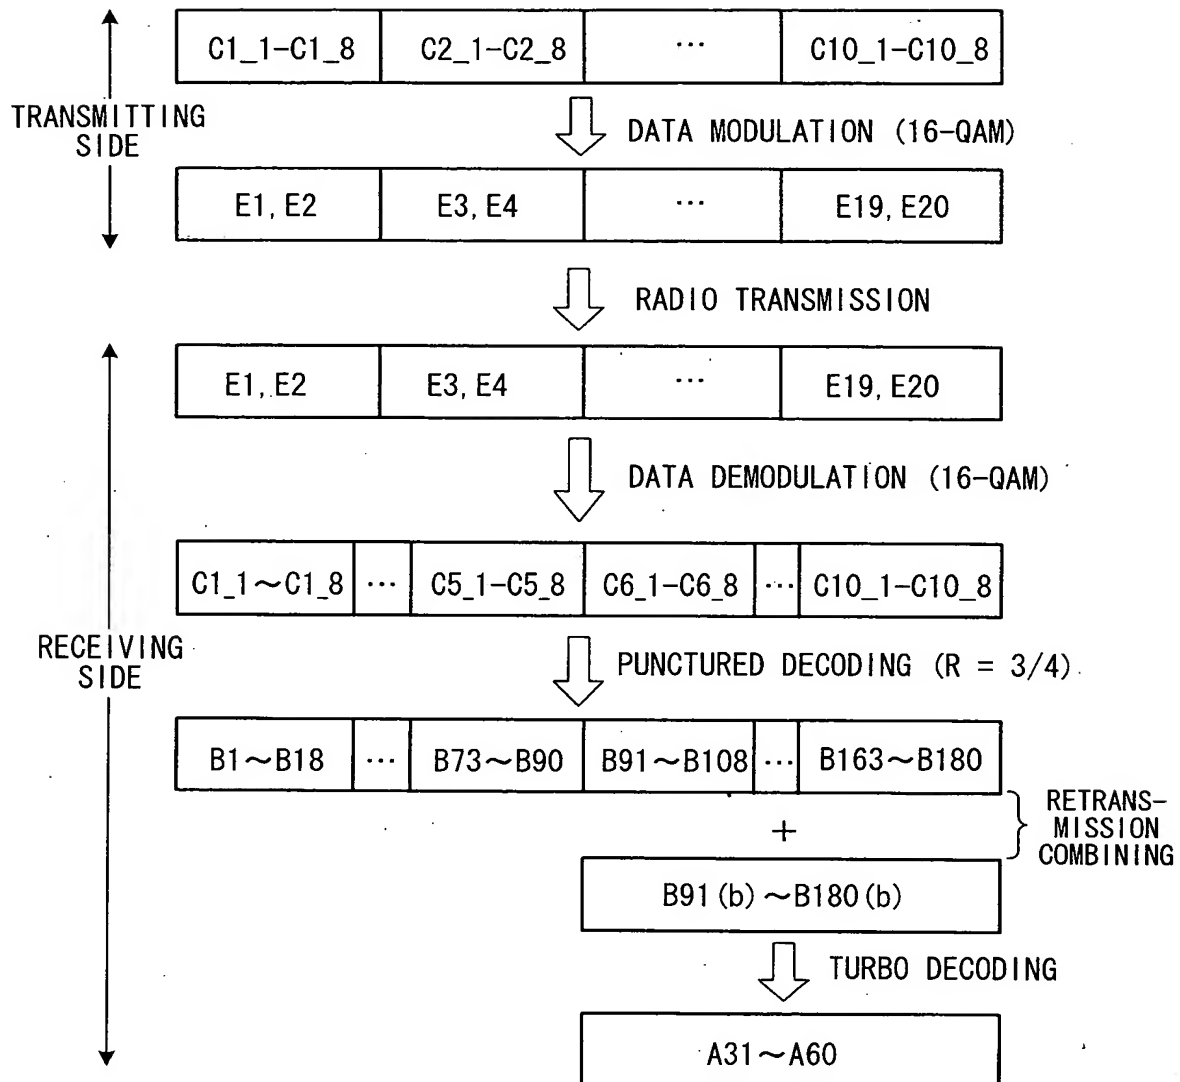 C1_1-C1_8 C2_1-C2_8 ··· C10_1-C10_8
TRANSMITTING
SIDE
DATA MODULATION (16-QAM)
E1, E2 E3, E4 ··· E19, E20
RADIO TRANSMISSION
E1, E2 E3, E4 ··· E19, E20
DATA DEMODULATION (16-QAM)
C1_1~C1_8 ··· C5_1-C5_8 C6_1-C6_8 ··· C10_1-C10_8
RECEIVING
SIDE
PUNCTURED DECODING (R = 3/4)
B1~B18 ··· B73~B90 B91~B108 ··· B163~B180
+
RETRANS-
MISSION
COMBINING
B91(b)~B180(b)
TURBO DECODING
A31~A60